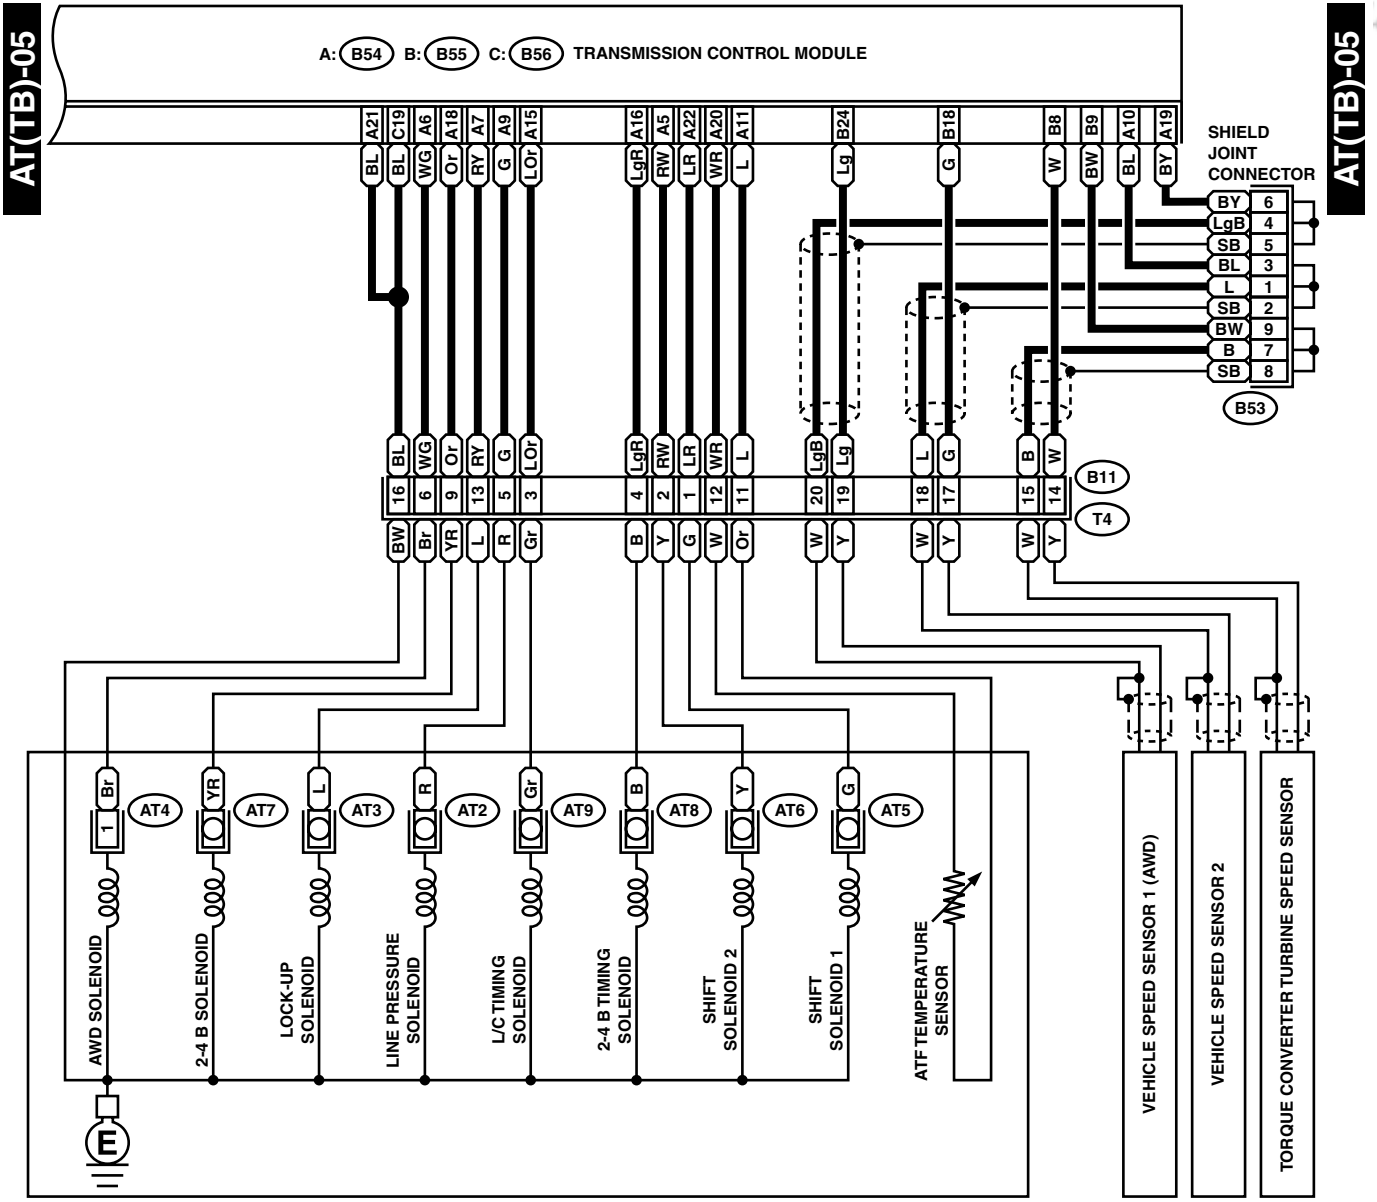 AT(TB)-05
AT(TB)-05
A: B54 B: B55 C: B56 TRANSMISSION CONTROL MODULE
A21 C19 A6 A18 A7 A9 A15 A16 A5 A22 A20 A11 B24 B18 B8 B9 A10 A19
BL BL WG Or RY G LOr LgR RW LR WR L Lg G W BW BL BY
SHIELD
JOINT
CONNECTOR
BY 6
LgB 4
SB 5
BL 3
L 1
SB 2
BW 9
B 7
SB 8
B53
BL WG Or RY G LOr LgR RW LR WR L LgB Lg L G B W
B11
16 6 9 13 5 3 4 2 1 12 11 20 19 18 17 15 14
T4
BW Br YR L R Gr B Y G W Or W Y W Y W Y
Br YR L R Gr B Y G
1
AT4 AT7 AT3 AT2 AT9 AT8 AT6 AT5
AWD SOLENOID
2-4 B SOLENOID
LOCK-UP
SOLENOID
LINE PRESSURE
SOLENOID
L/C TIMING
SOLENOID
2-4 B TIMING
SOLENOID
SHIFT
SOLENOID 2
SHIFT
SOLENOID 1
ATF TEMPERATURE
SENSOR
VEHICLE SPEED SENSOR 1 (AWD)
VEHICLE SPEED SENSOR 2
TORQUE CONVERTER TURBINE SPEED SENSOR
E